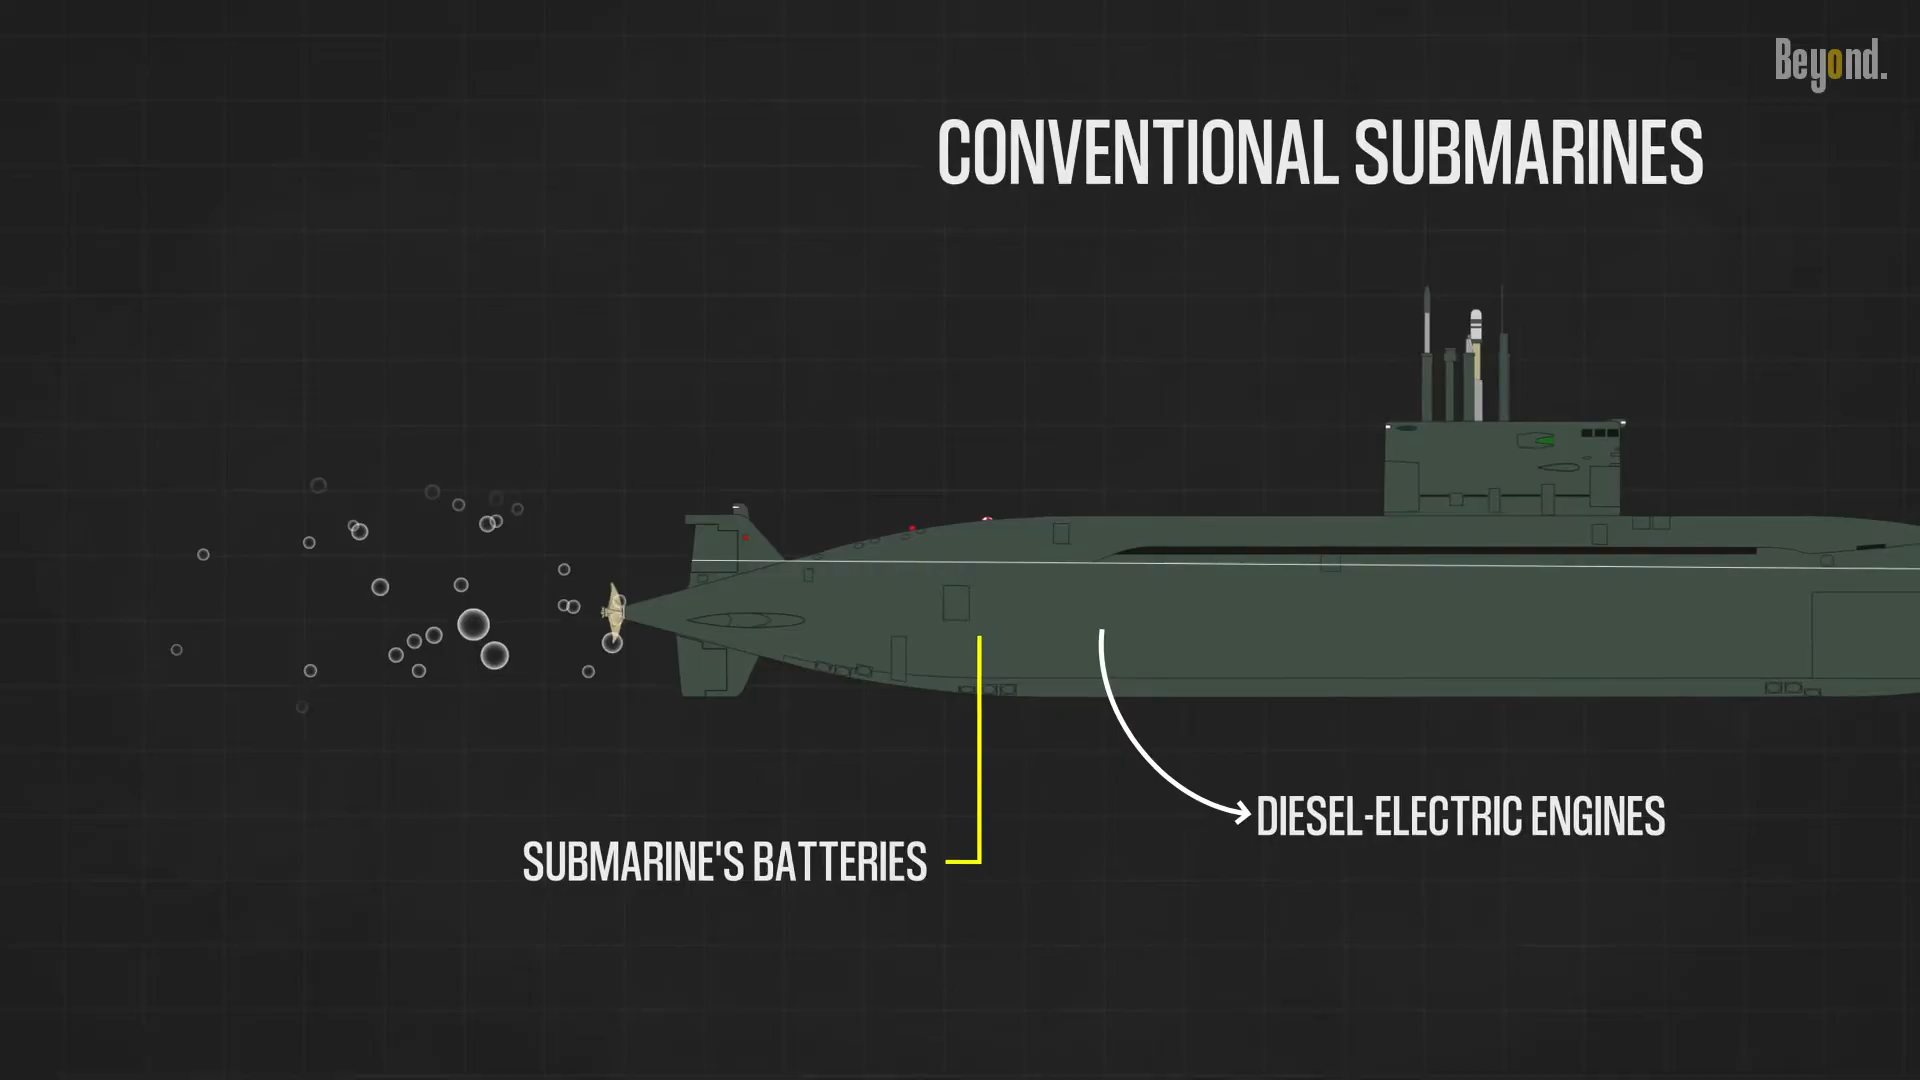 Beyond.
CONVENTIONAL SUBMARINES
DIESEL-ELECTRIC ENGINES
SUBMARINE'S BATTERIES